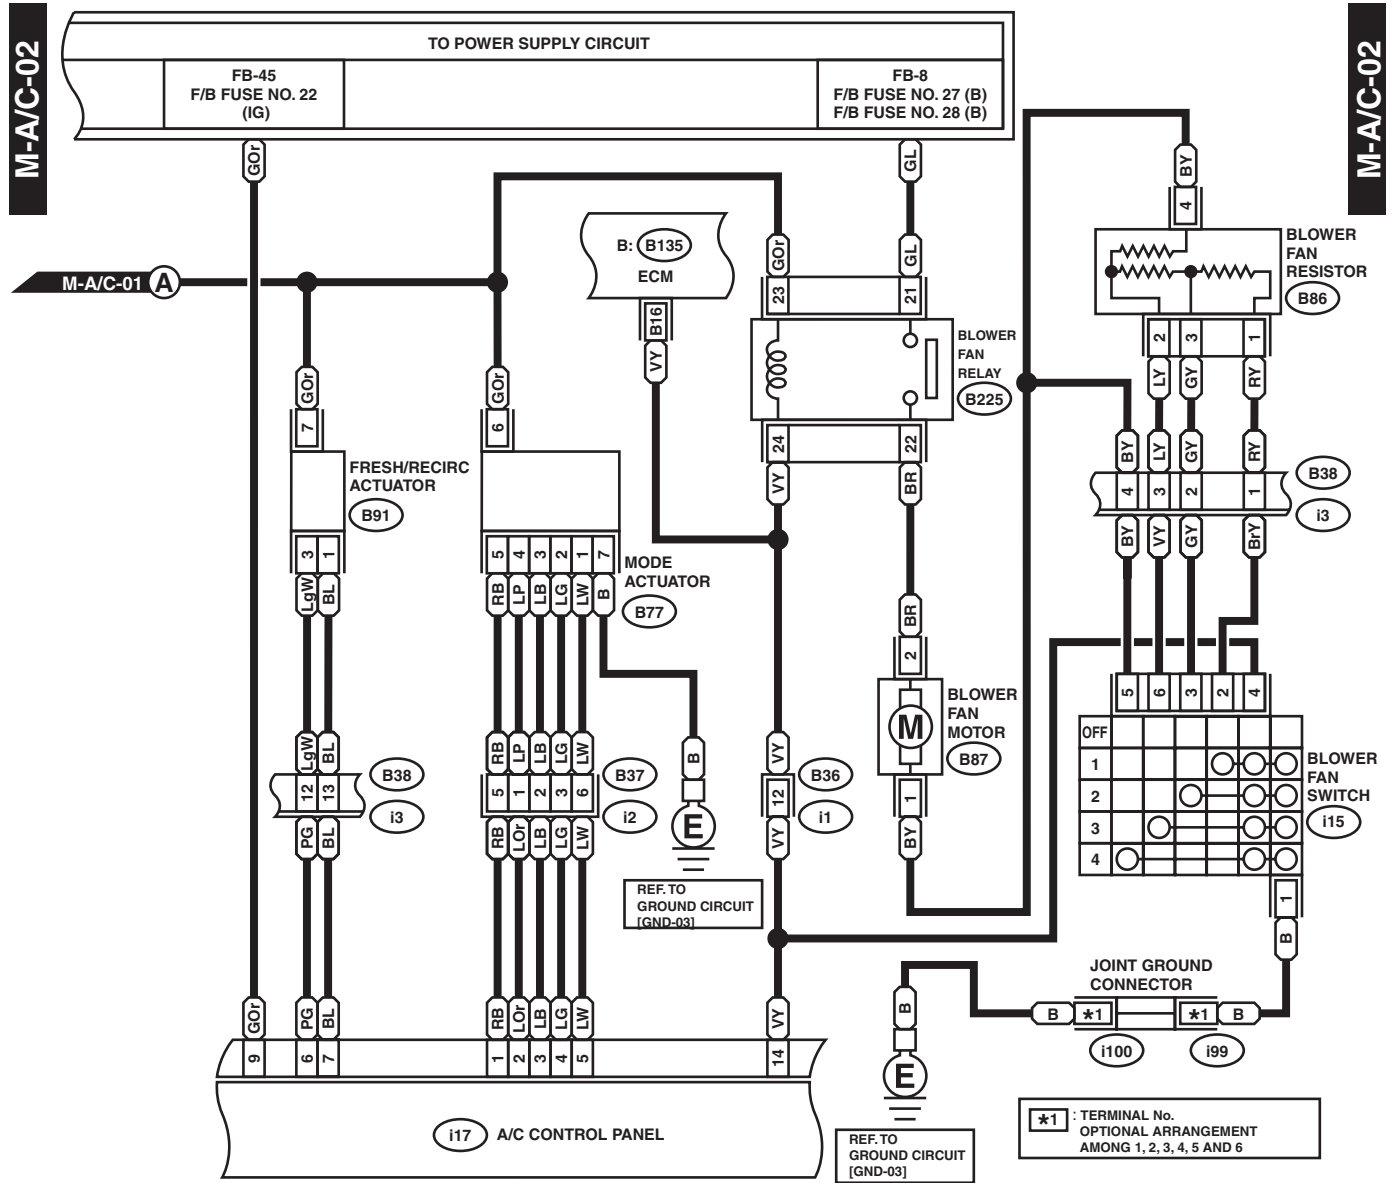 M-A/C-02
M-A/C-02
TO POWER SUPPLY CIRCUIT
FB-45
F/B FUSE NO. 22
(IG)
FB-8
F/B FUSE NO. 27 (B)
F/B FUSE NO. 28 (B)
GOr
GL
BY
4
B: B135
ECM
B16
VY
GOr
GL
23
21
BLOWER
FAN
RESISTOR
B86
M-A/C-01 A
BLOWER
FAN
RELAY
B225
2
3
1
LY
GY
RY
GOr
7
GOr
6
24
22
VY
BR
BY
LY
GY
RY
4
3
2
1
B38
i3
BY
VY
GY
BrY
FRESH/RECIRC
ACTUATOR
B91
3
1
LgW
BL
5
4
3
2
1
7
RB
LP
LB
LG
LW
B
MODE
ACTUATOR
B77
BR
2
M
BLOWER
FAN
MOTOR
B87
1
BY
5
6
3
2
4
OFF
1
2
3
4
BLOWER
FAN
SWITCH
i15
1
B
LgW
BL
12
13
B38
i3
PG
BL
RB
LP
LB
LG
LW
5
1
2
3
6
B37
i2
RB
LOr
LB
LG
LW
B
E
REF. TO
GROUND CIRCUIT
[GND-03]
VY
12
B36
i1
VY
JOINT GROUND
CONNECTOR
B
*1
*1
B
i100
i99
B
E
REF. TO
GROUND CIRCUIT
[GND-03]
GOr
PG
BL
RB
LOr
LB
LG
LW
VY
9
6
7
1
2
3
4
5
14
i17 A/C CONTROL PANEL
*1 : TERMINAL No.
OPTIONAL ARRANGEMENT
AMONG 1, 2, 3, 4, 5 AND 6